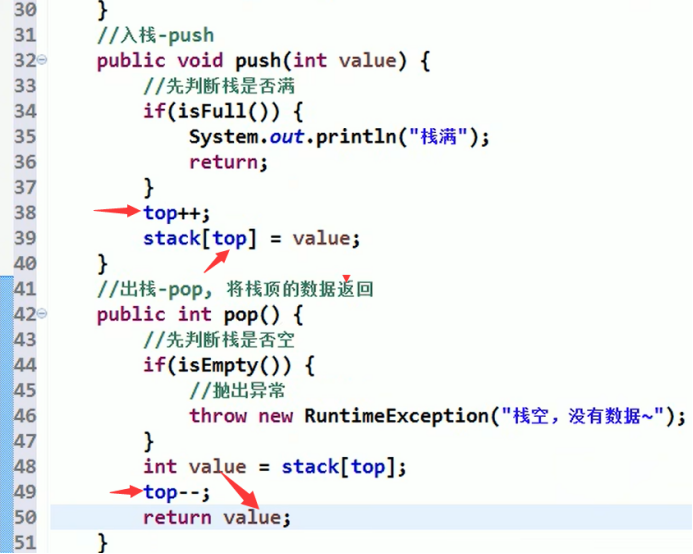 30 }
31 //入栈-push
32 public void push(int value) {
33 //先判断栈是否满
34 if(isFull()) {
35 System.out.println("栈满");
36 return;
37 }
38 top++;
39 stack[top] = value;
40 }
41 //出栈-pop, 将栈顶的数据返回
42 public int pop() {
43 //先判断栈是否空
44 if(isEmpty()) {
45 //抛出异常
46 throw new RuntimeException("栈空，没有数据~");
47 }
48 int value = stack[top];
49 top--;
50 return value;
51 }